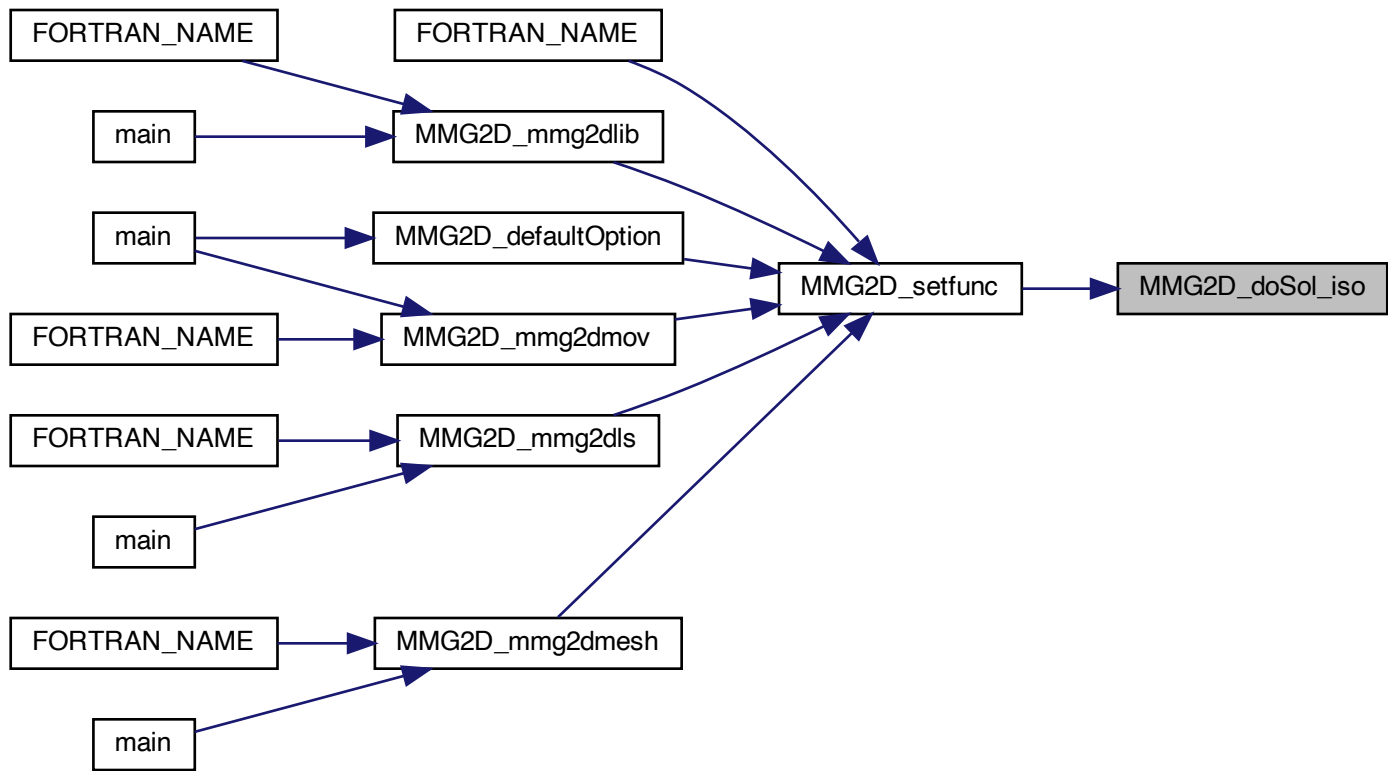 FORTRAN_NAME
FORTRAN_NAME
main
MMG2D_mmg2dlib
main
MMG2D_defaultOption
MMG2D_setfunc
MMG2D_doSol_iso
FORTRAN_NAME
MMG2D_mmg2dmov
FORTRAN_NAME
MMG2D_mmg2dls
main
FORTRAN_NAME
MMG2D_mmg2dmesh
main